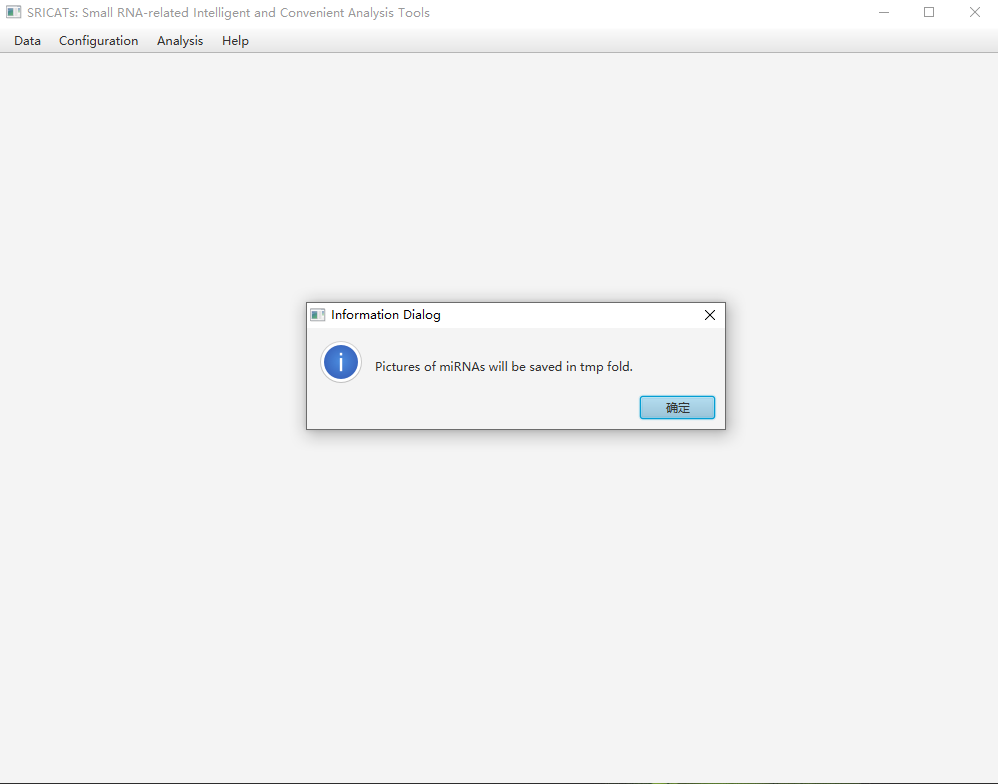 SRICATs: Small RNA-related Intelligent and Convenient Analysis Tools
Data Configuration Analysis Help
Information Dialog
i
Pictures of miRNAs will be saved in tmp fold.
确定